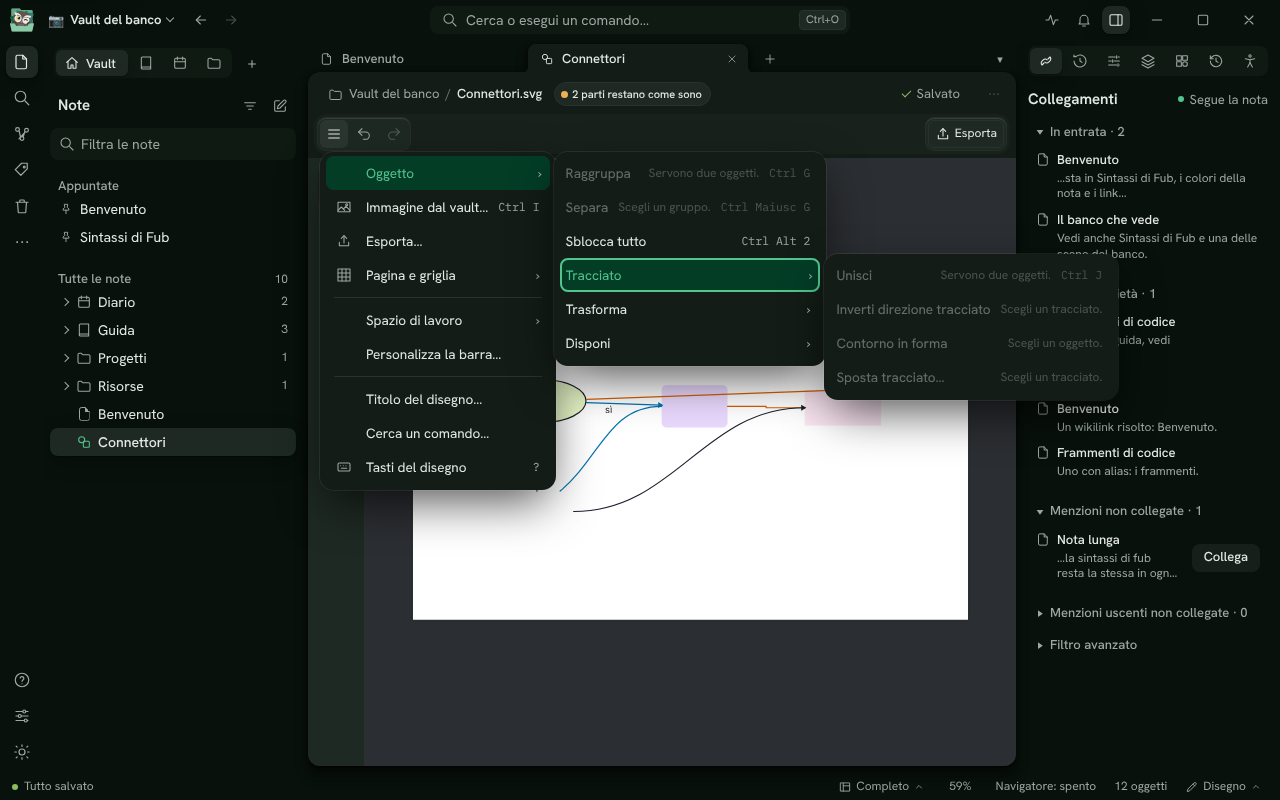 Vault del banco
Cerca o esegui un comando...
Ctrl+O
Vault
Benvenuto
Connettori
Note
Filtra le note
Appuntate
Benvenuto
Sintassi di Fub
Tutte le note 10
Diario 2
Guida 3
Progetti 1
Risorse 1
Benvenuto
Connettori
Vault del banco / Connettori.svg
2 parti restano come sono
Salvato
Esporta
Oggetto
Immagine dal vault... Ctrl I
Esporta...
Pagina e griglia
Spazio di lavoro
Personalizza la barra...
Titolo del disegno...
Cerca un comando...
Tasti del disegno ?
Raggruppa Servono due oggetti. Ctrl G
Separa Scegli un gruppo. Ctrl Maiusc G
Sblocca tutto Ctrl Alt 2
Tracciato
Trasforma
Disponi
Unisci Servono due oggetti. Ctrl J
Inverti direzione tracciato Scegli un tracciato.
Contorno in forma Scegli un oggetto.
Sposta tracciato... Scegli un tracciato.
sì
Collegamenti
Segue la nota
In entrata · 2
Benvenuto
...sta in Sintassi di Fub, i colori della
nota e i link...
Il banco che vede
Vedi anche Sintassi di Fub e una delle
età · 1
i di codice
uida, vedi
Benvenuto
Un wikilink risolto: Benvenuto.
Frammenti di codice
Uno con alias: i frammenti.
Menzioni non collegate · 1
Nota lunga
...la sintassi di fub
resta la stessa in ogn...
Collega
Menzioni uscenti non collegate · 0
Filtro avanzato
Tutto salvato
Completo
59%
Navigatore: spento
12 oggetti
Disegno